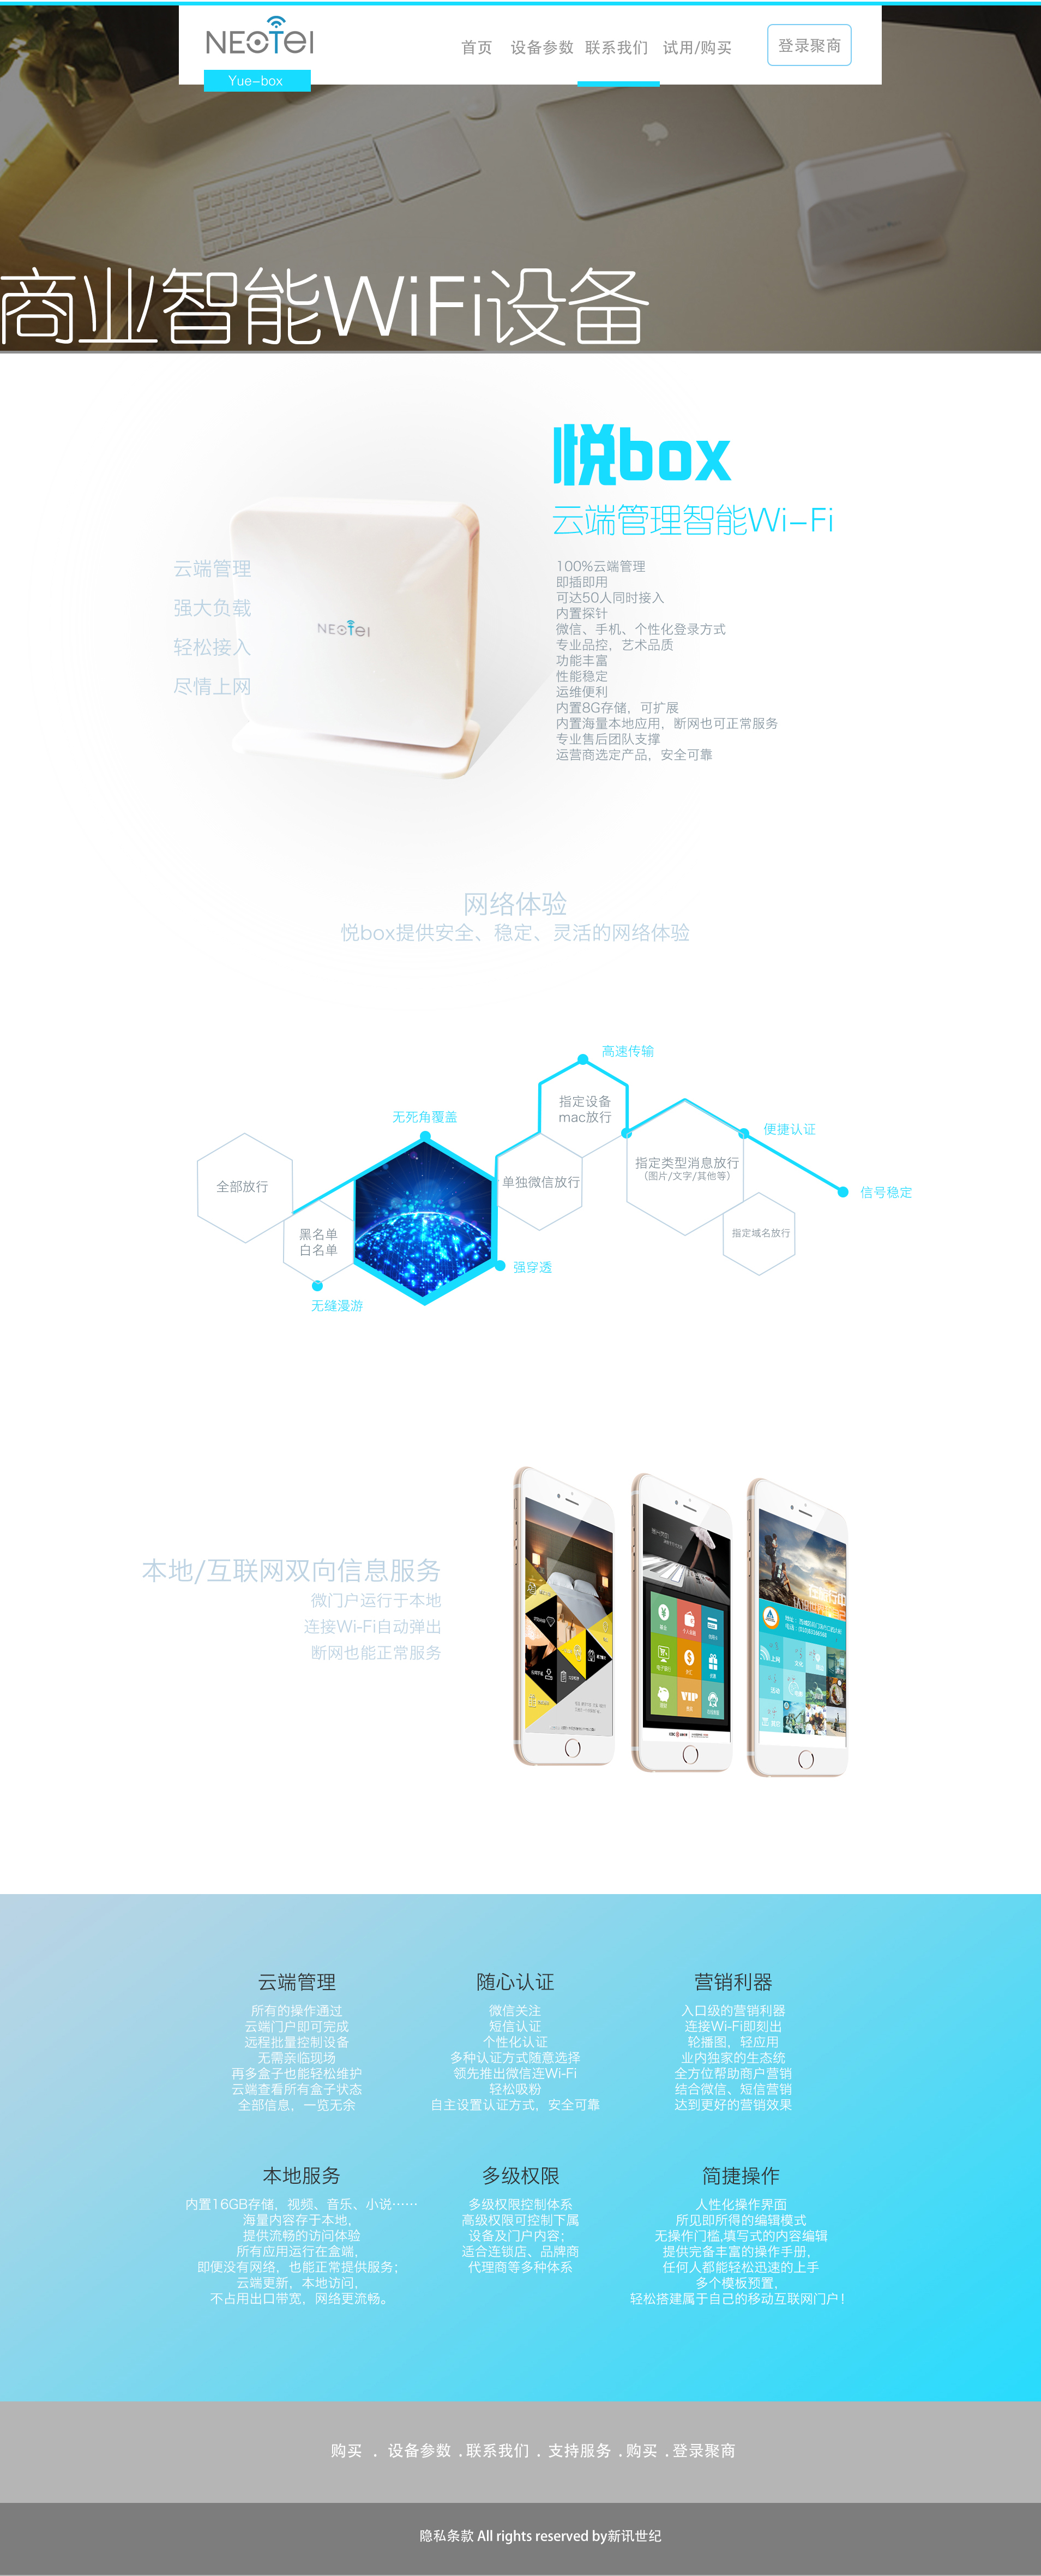 NEOTEl
Yue-box
首页 设备参数 联系我们 试用/购买 登录聚商
商业智能WiFi设备
悦box
云端管理智能Wi-Fi
云端管理
强大负载
轻松接入
尽情上网
NEOTEl
100%云端管理
即插即用
可达50人同时接入
内置探针
微信、手机、个性化登录方式
专业品控，艺术品质
功能丰富
性能稳定
运维便利
内置8G存储，可扩展
内置海量本地应用，断网也可正常服务
专业售后团队支撑
运营商选定产品，安全可靠
网络体验
悦box提供安全、稳定、灵活的网络体验
高速传输
指定设备
mac放行
无死角覆盖
便捷认证
全部放行
单独微信放行
指定类型消息放行
（图片/文字/其他等）
信号稳定
黑名单
白名单
指定域名放行
强穿透
无缝漫游
本地/互联网双向信息服务
微门户运行于本地
连接Wi-Fi自动弹出
断网也能正常服务
VIP
云端管理
所有的操作通过
云端门户即可完成
远程批量控制设备
无需亲临现场
再多盒子也能轻松维护
云端查看所有盒子状态
全部信息，一览无余
随心认证
微信关注
短信认证
个性化认证
多种认证方式随意选择
领先推出微信连Wi-Fi
轻松吸粉
自主设置认证方式，安全可靠
营销利器
入口级的营销利器
连接Wi-Fi即刻出
轮播图，轻应用
业内独家的生态统
全方位帮助商户营销
结合微信、短信营销
达到更好的营销效果
本地服务
内置16GB存储，视频、音乐、小说……
海量内容存于本地，
提供流畅的访问体验
所有应用运行在盒端，
即便没有网络，也能正常提供服务；
云端更新，本地访问，
不占用出口带宽，网络更流畅。
多级权限
多级权限控制体系
高级权限可控制下属
设备及门户内容；
适合连锁店、品牌商
代理商等多种体系
简捷操作
人性化操作界面
所见即所得的编辑模式
无操作门槛,填写式的内容编辑
提供完备丰富的操作手册，
任何人都能轻松迅速的上手
多个模板预置，
轻松搭建属于自己的移动互联网门户！
购买 . 设备参数 . 联系我们 . 支持服务 . 购买 . 登录聚商
隐私条款 All rights reserved by新讯世纪